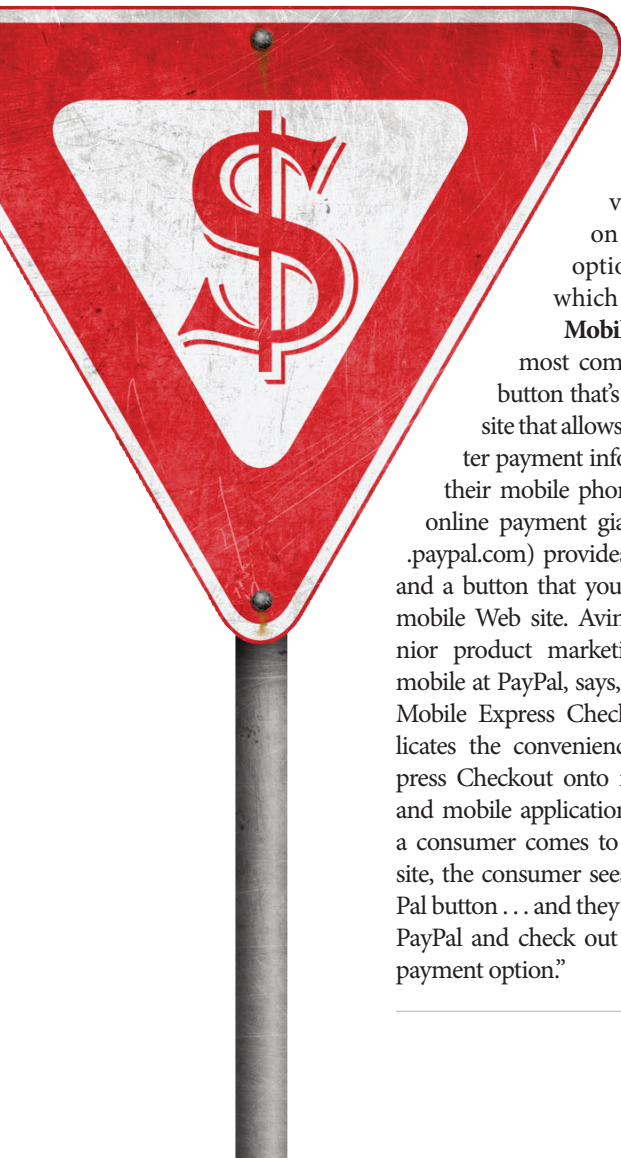 $
v
on
optio
which
Mobil
most com
button that's
site that allows
ter payment info
their mobile phon
online payment gia
.paypal.com) provides
and a button that you
mobile Web site. Avin
nior product marketi
mobile at PayPal, says,
Mobile Express Check
licates the convenienc
press Checkout onto
and mobile application
a consumer comes to
site, the consumer sees
Pal button . . . and they
PayPal and check out
payment option.”